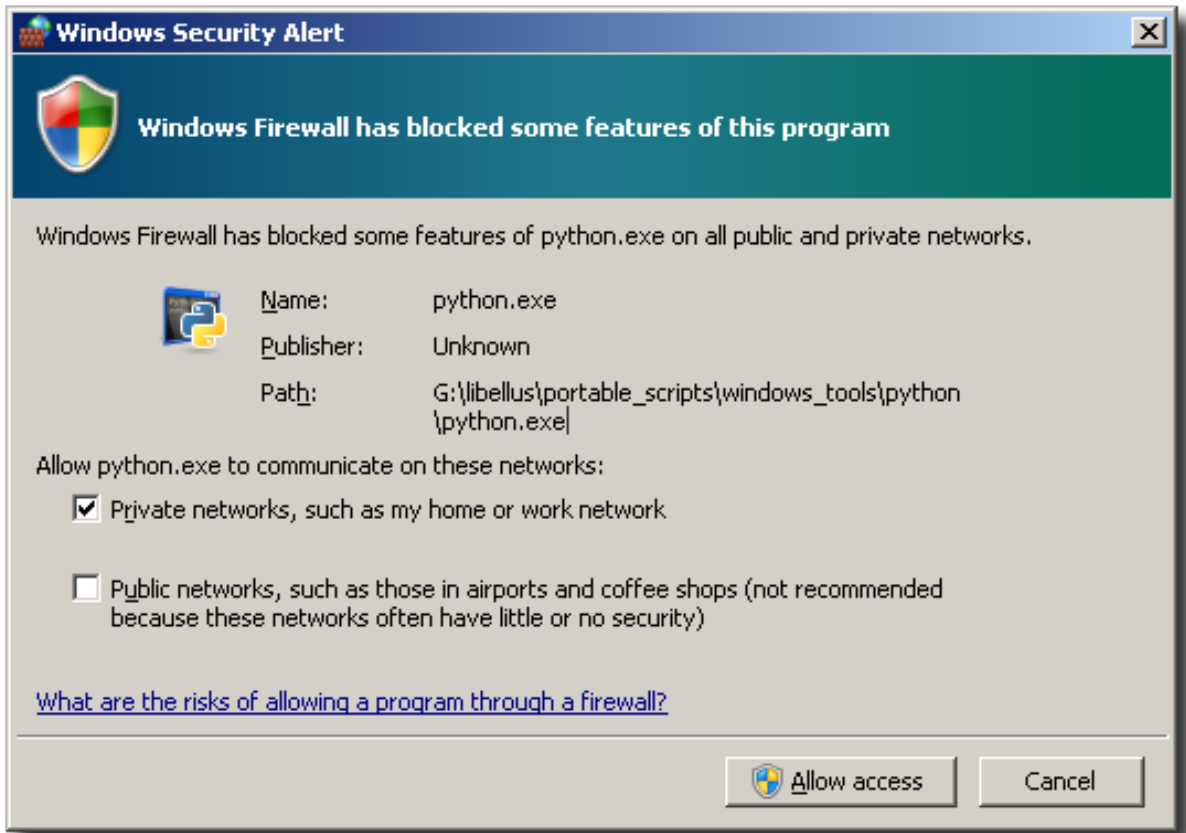 Windows Security Alert
Windows Firewall has blocked some features of this program
Windows Firewall has blocked some features of python.exe on all public and private networks.
Name: python.exe
Publisher: Unknown
Path: G:\libellus\portable_scripts\windows_tools\python
\python.exe
Allow python.exe to communicate on these networks:
Private networks, such as my home or work network
Public networks, such as those in airports and coffee shops (not recommended
because these networks often have little or no security)
What are the risks of allowing a program through a firewall?
Allow access Cancel